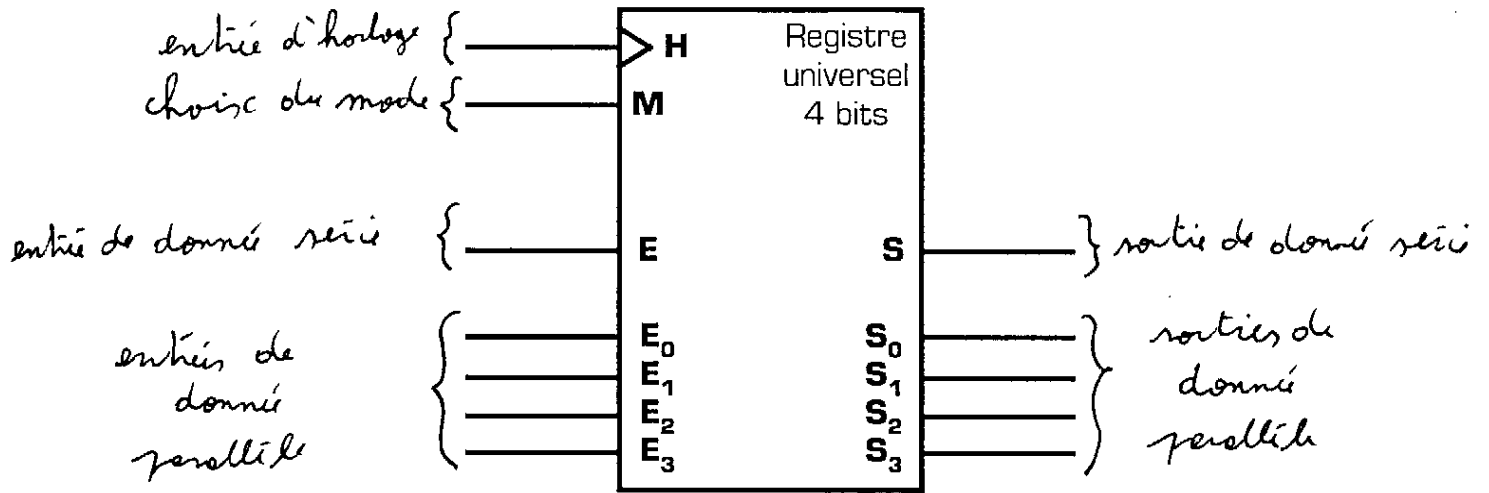 entrée d'horloge
H
Registre
universel
4 bits
choix du mode
M
entrée de donnée série
E
S
sortie de donnée série
entrées de
donnée
parallèle
E0
E1
E2
E3
S0
S1
S2
S3
sorties de
donnée
parallèle